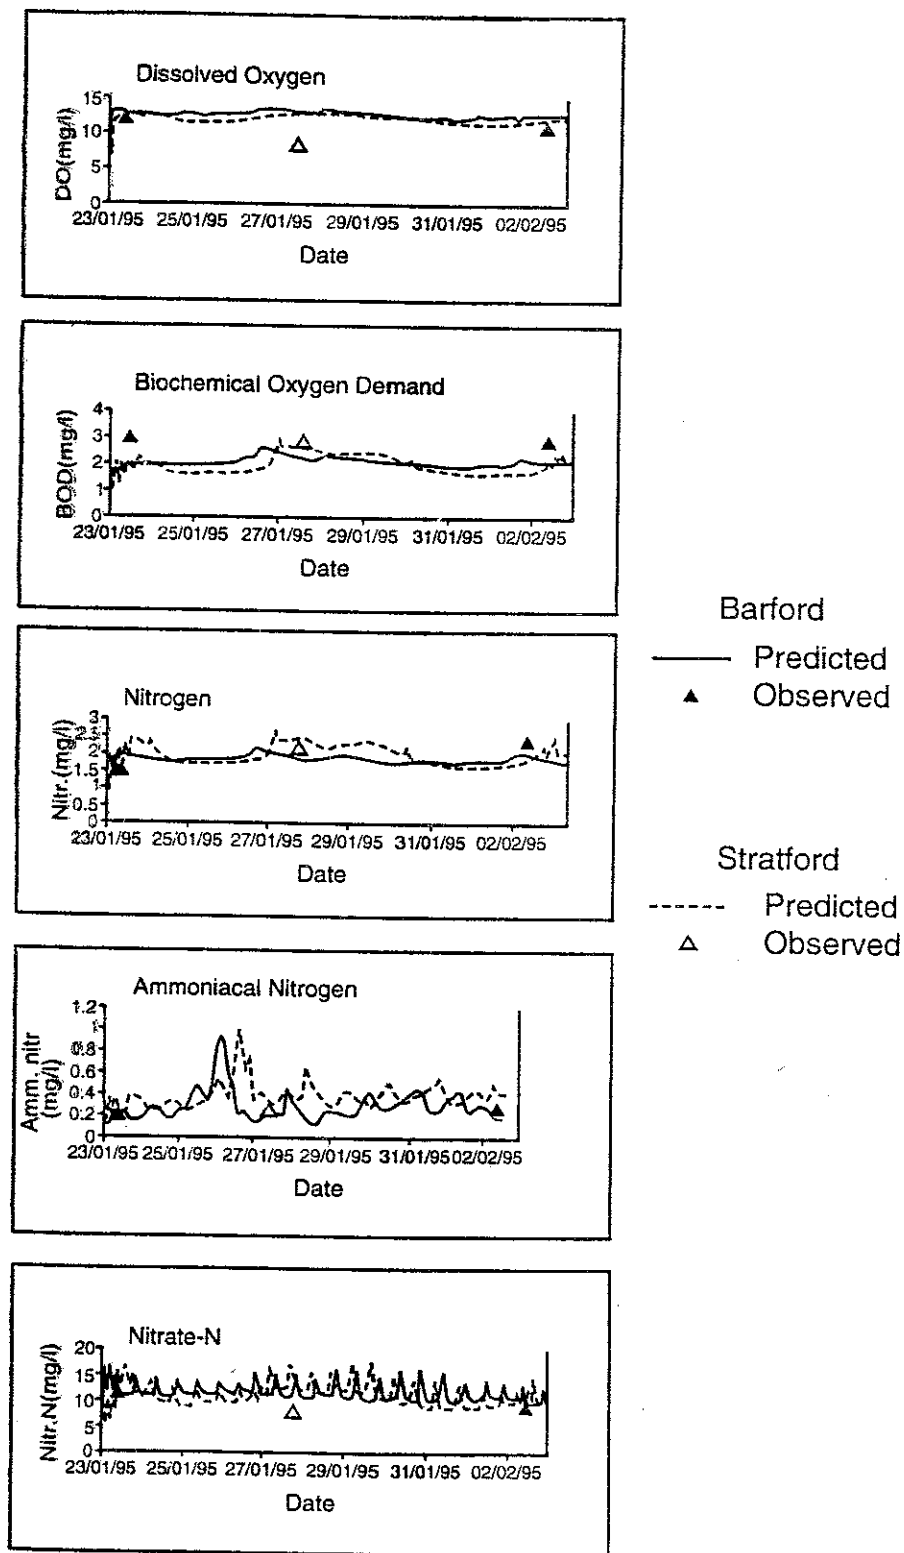 Dissolved Oxygen
DO(mg/l)
15
10
5
0
23/01/95 25/01/95 27/01/95 29/01/95 31/01/95 02/02/95
Date
Biochemical Oxygen Demand
BOD(mg/l)
4
3
2
1
0
23/01/95 25/01/95 27/01/95 29/01/95 31/01/95 02/02/95
Date
Nitrogen
Nitr.(mg/l)
3
2.5
2
1.5
1
0.5
0
23/01/95 25/01/95 27/01/95 29/01/95 31/01/95 02/02/95
Date
Ammoniacal Nitrogen
Amm. nitr
(mg/l)
1.2
1
0.8
0.6
0.4
0.2
0
23/01/95 25/01/95 27/01/95 29/01/95 31/01/95 02/02/95
Date
Nitrate-N
Nitr.N(mg/l)
20
15
10
5
0
23/01/95 25/01/95 27/01/95 29/01/95 31/01/95 02/02/95
Date
Barford
Predicted
Observed
Stratford
Predicted
Observed